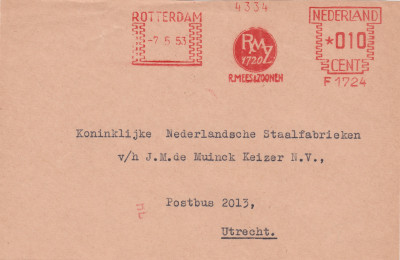 4334
ROTTERDAM
-7.5.53
RMZ
1720
R.MEES & ZOONEN
NEDERLAND
*010
CENT
F 1724
Koninklijke Nederlandsche Staalfabrieken
v/h J.M.de Muinck Keizer N.V.,
Postbus 2013,
Utrecht.